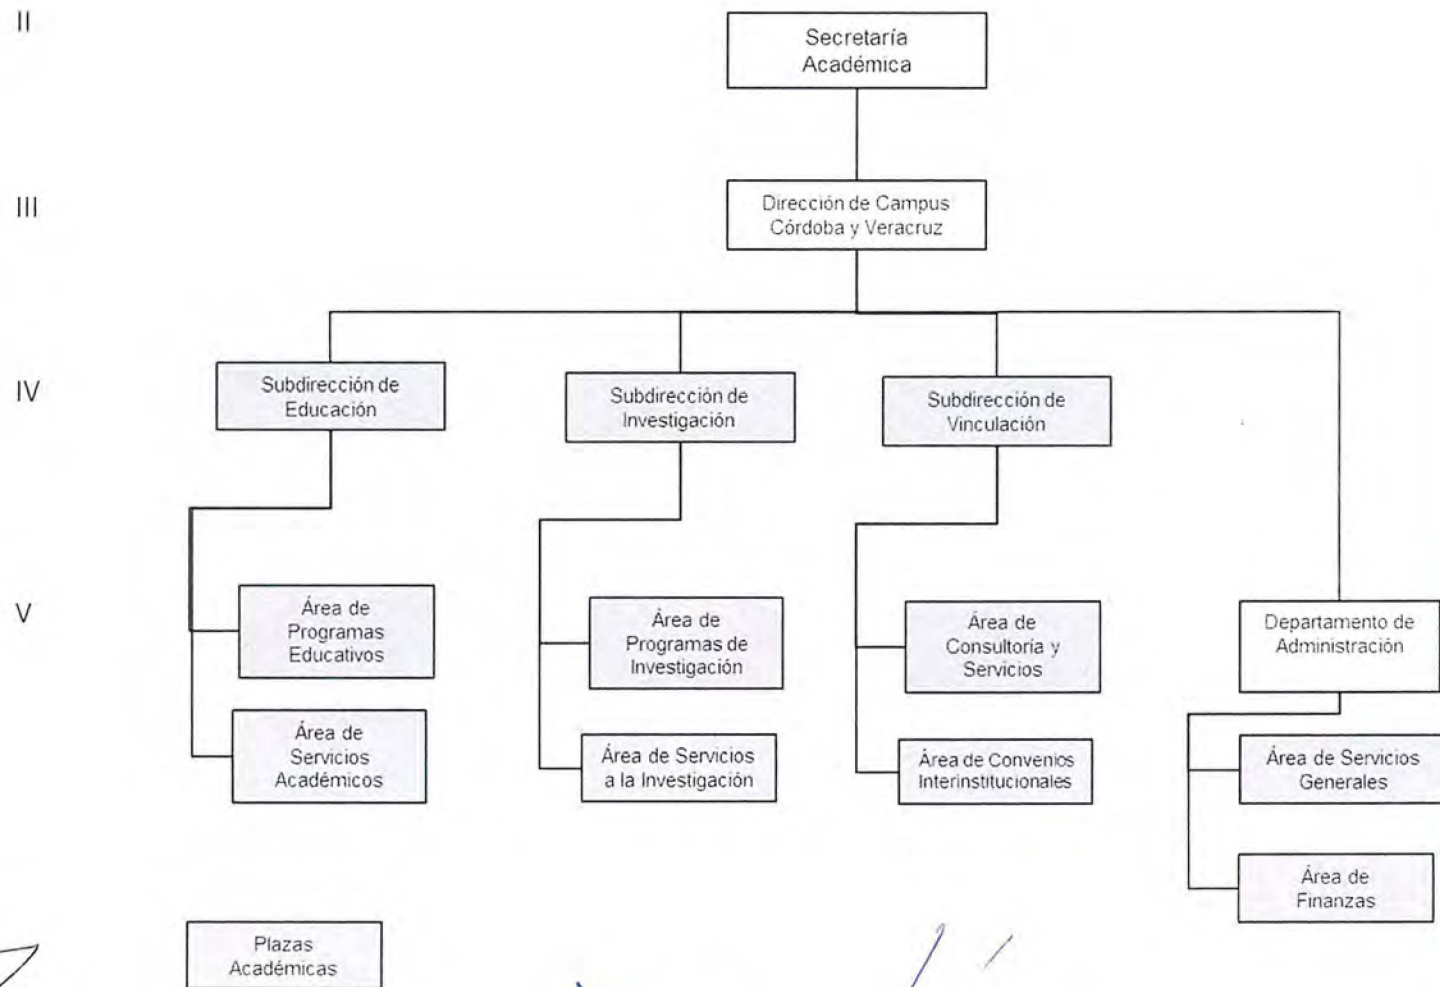 II
Secretaría
Académica
III
Dirección de Campus
Córdoba y Veracruz
IV
Subdirección de
Educación
Subdirección de
Investigación
Subdirección de
Vinculación
V
Área de
Programas
Educativos
Área de
Programas de
Investigación
Área de
Consultoría y
Servicios
Departamento de
Administración
Área de
Servicios
Académicos
Área de Servicios
a la Investigación
Área de Convenios
Interinstitucionales
Área de Servicios
Generales
Área de
Finanzas
Plazas
Académicas